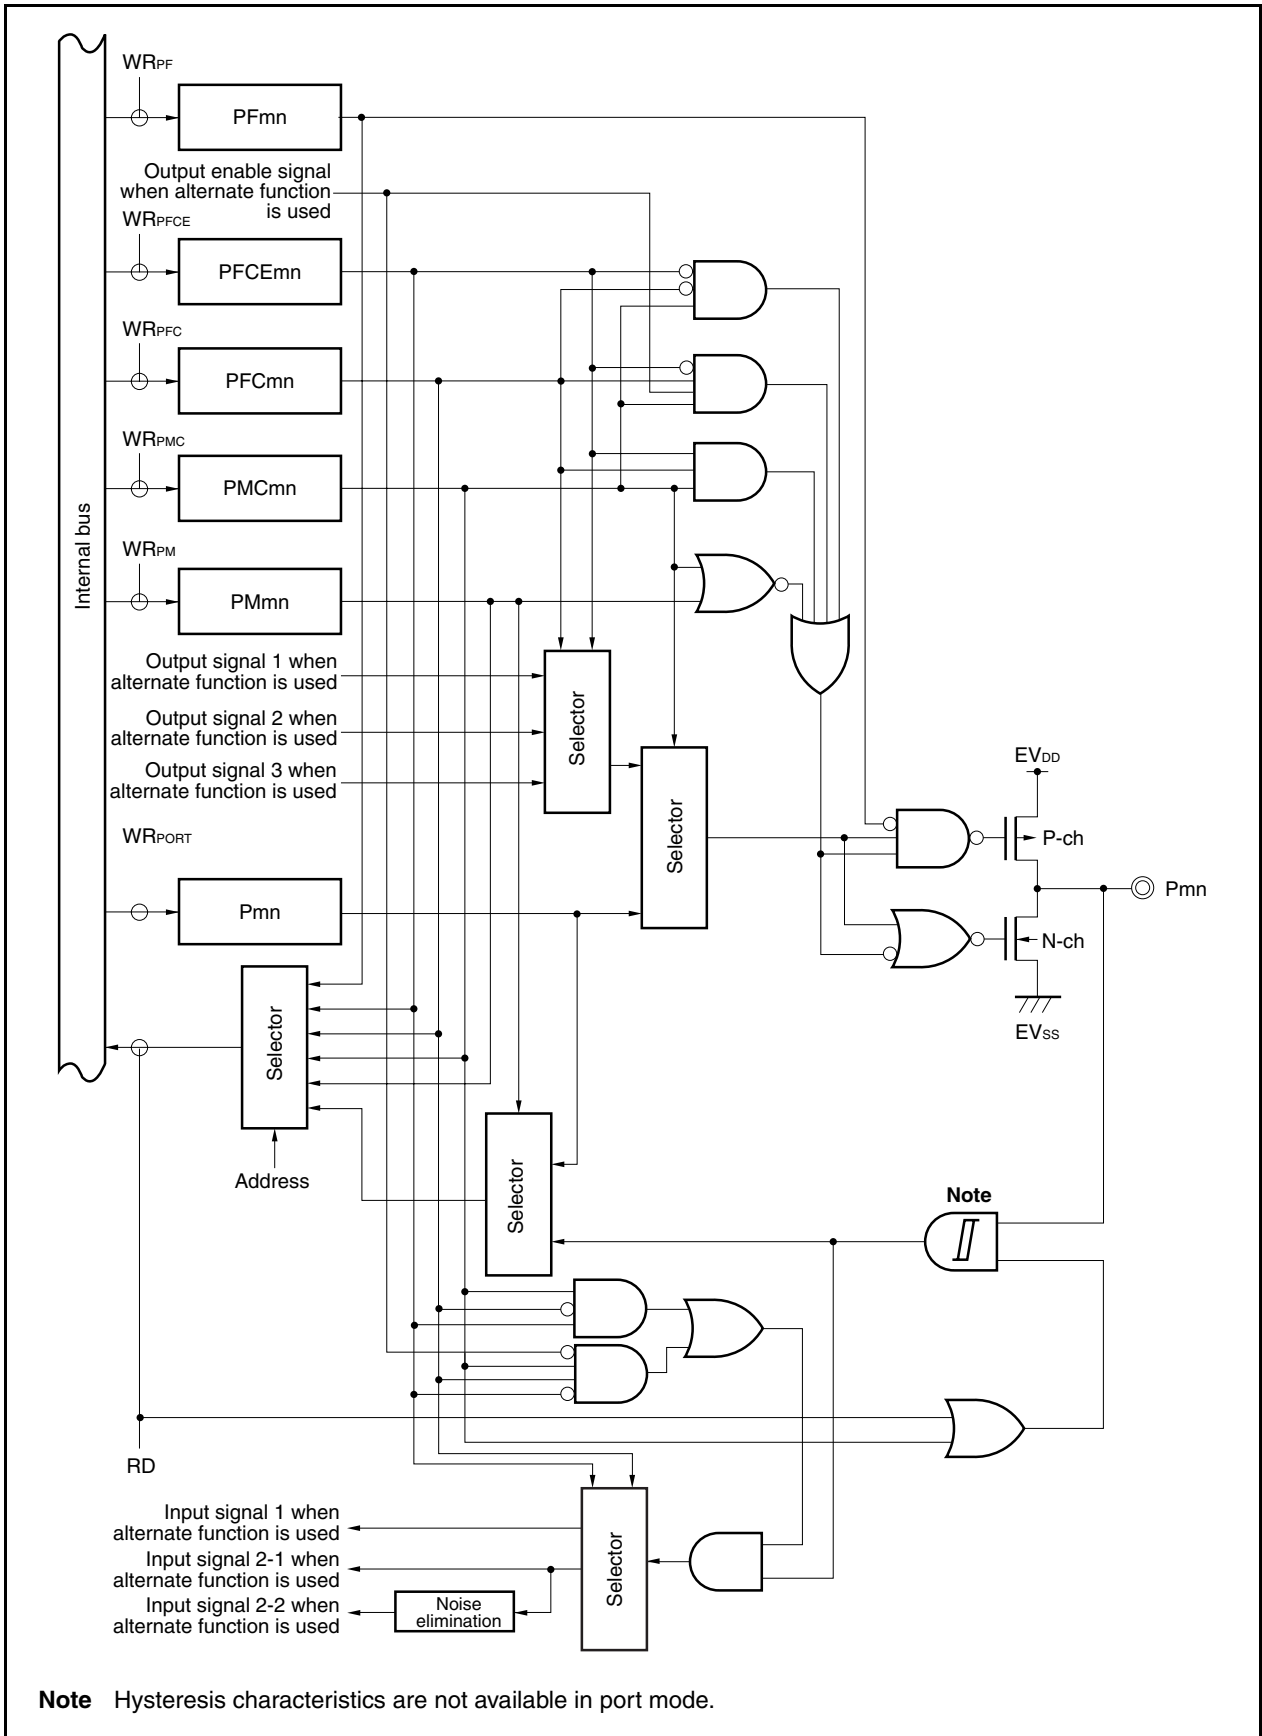 WRPF
PFmn
Output enable signal
when alternate function
is used
WRPFCE
PFCEmn
WRPFC
PFCmn
WRPMC
PMCmn
Internal bus
WRPM
PMmn
Output signal 1 when
alternate function is used
Output signal 2 when
alternate function is used
Output signal 3 when
alternate function is used
Selector
Selector
EVDD
P-ch
WRPORT
Pmn
Pmn
N-ch
EVSS
Selector
Address
Selector
Note
RD
Input signal 1 when
alternate function is used
Input signal 2-1 when
alternate function is used
Input signal 2-2 when
alternate function is used
Noise
elimination
Selector
Note Hysteresis characteristics are not available in port mode.